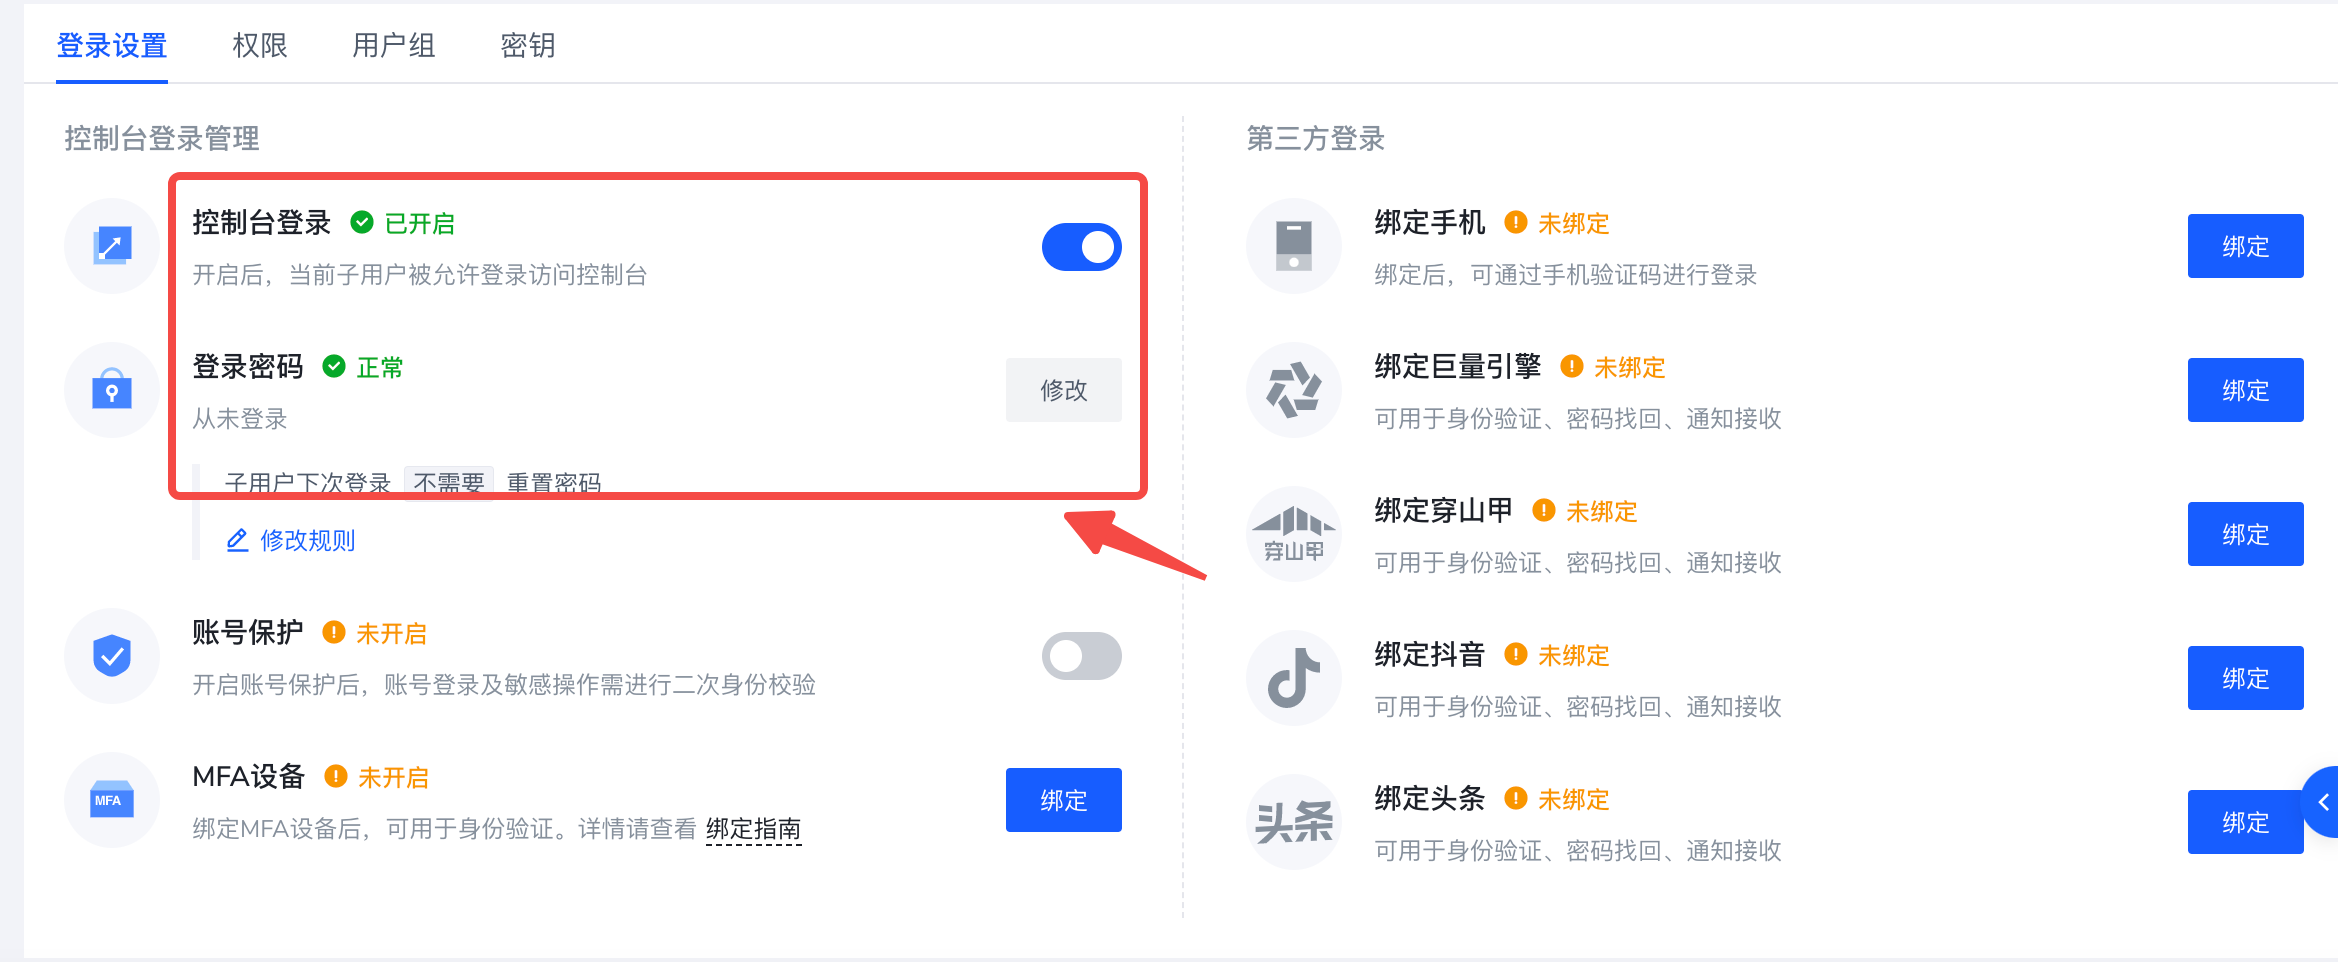 登录设置 权限 用户组 密钥
控制台登录管理
控制台登录 已开启
开启后，当前子用户被允许登录访问控制台
登录密码 正常
从未登录
修改
子用户下次登录 不需要 重置密码
修改规则
账号保护 未开启
开启账号保护后，账号登录及敏感操作需进行二次身份校验
MFA
MFA设备 未开启
绑定MFA设备后，可用于身份验证。详情请查看 绑定指南
绑定
第三方登录
绑定手机 未绑定
绑定后，可通过手机验证码进行登录
绑定
绑定巨量引擎 未绑定
可用于身份验证、密码找回、通知接收
绑定
穿山甲
绑定穿山甲 未绑定
可用于身份验证、密码找回、通知接收
绑定
绑定抖音 未绑定
可用于身份验证、密码找回、通知接收
绑定
头条
绑定头条 未绑定
可用于身份验证、密码找回、通知接收
绑定